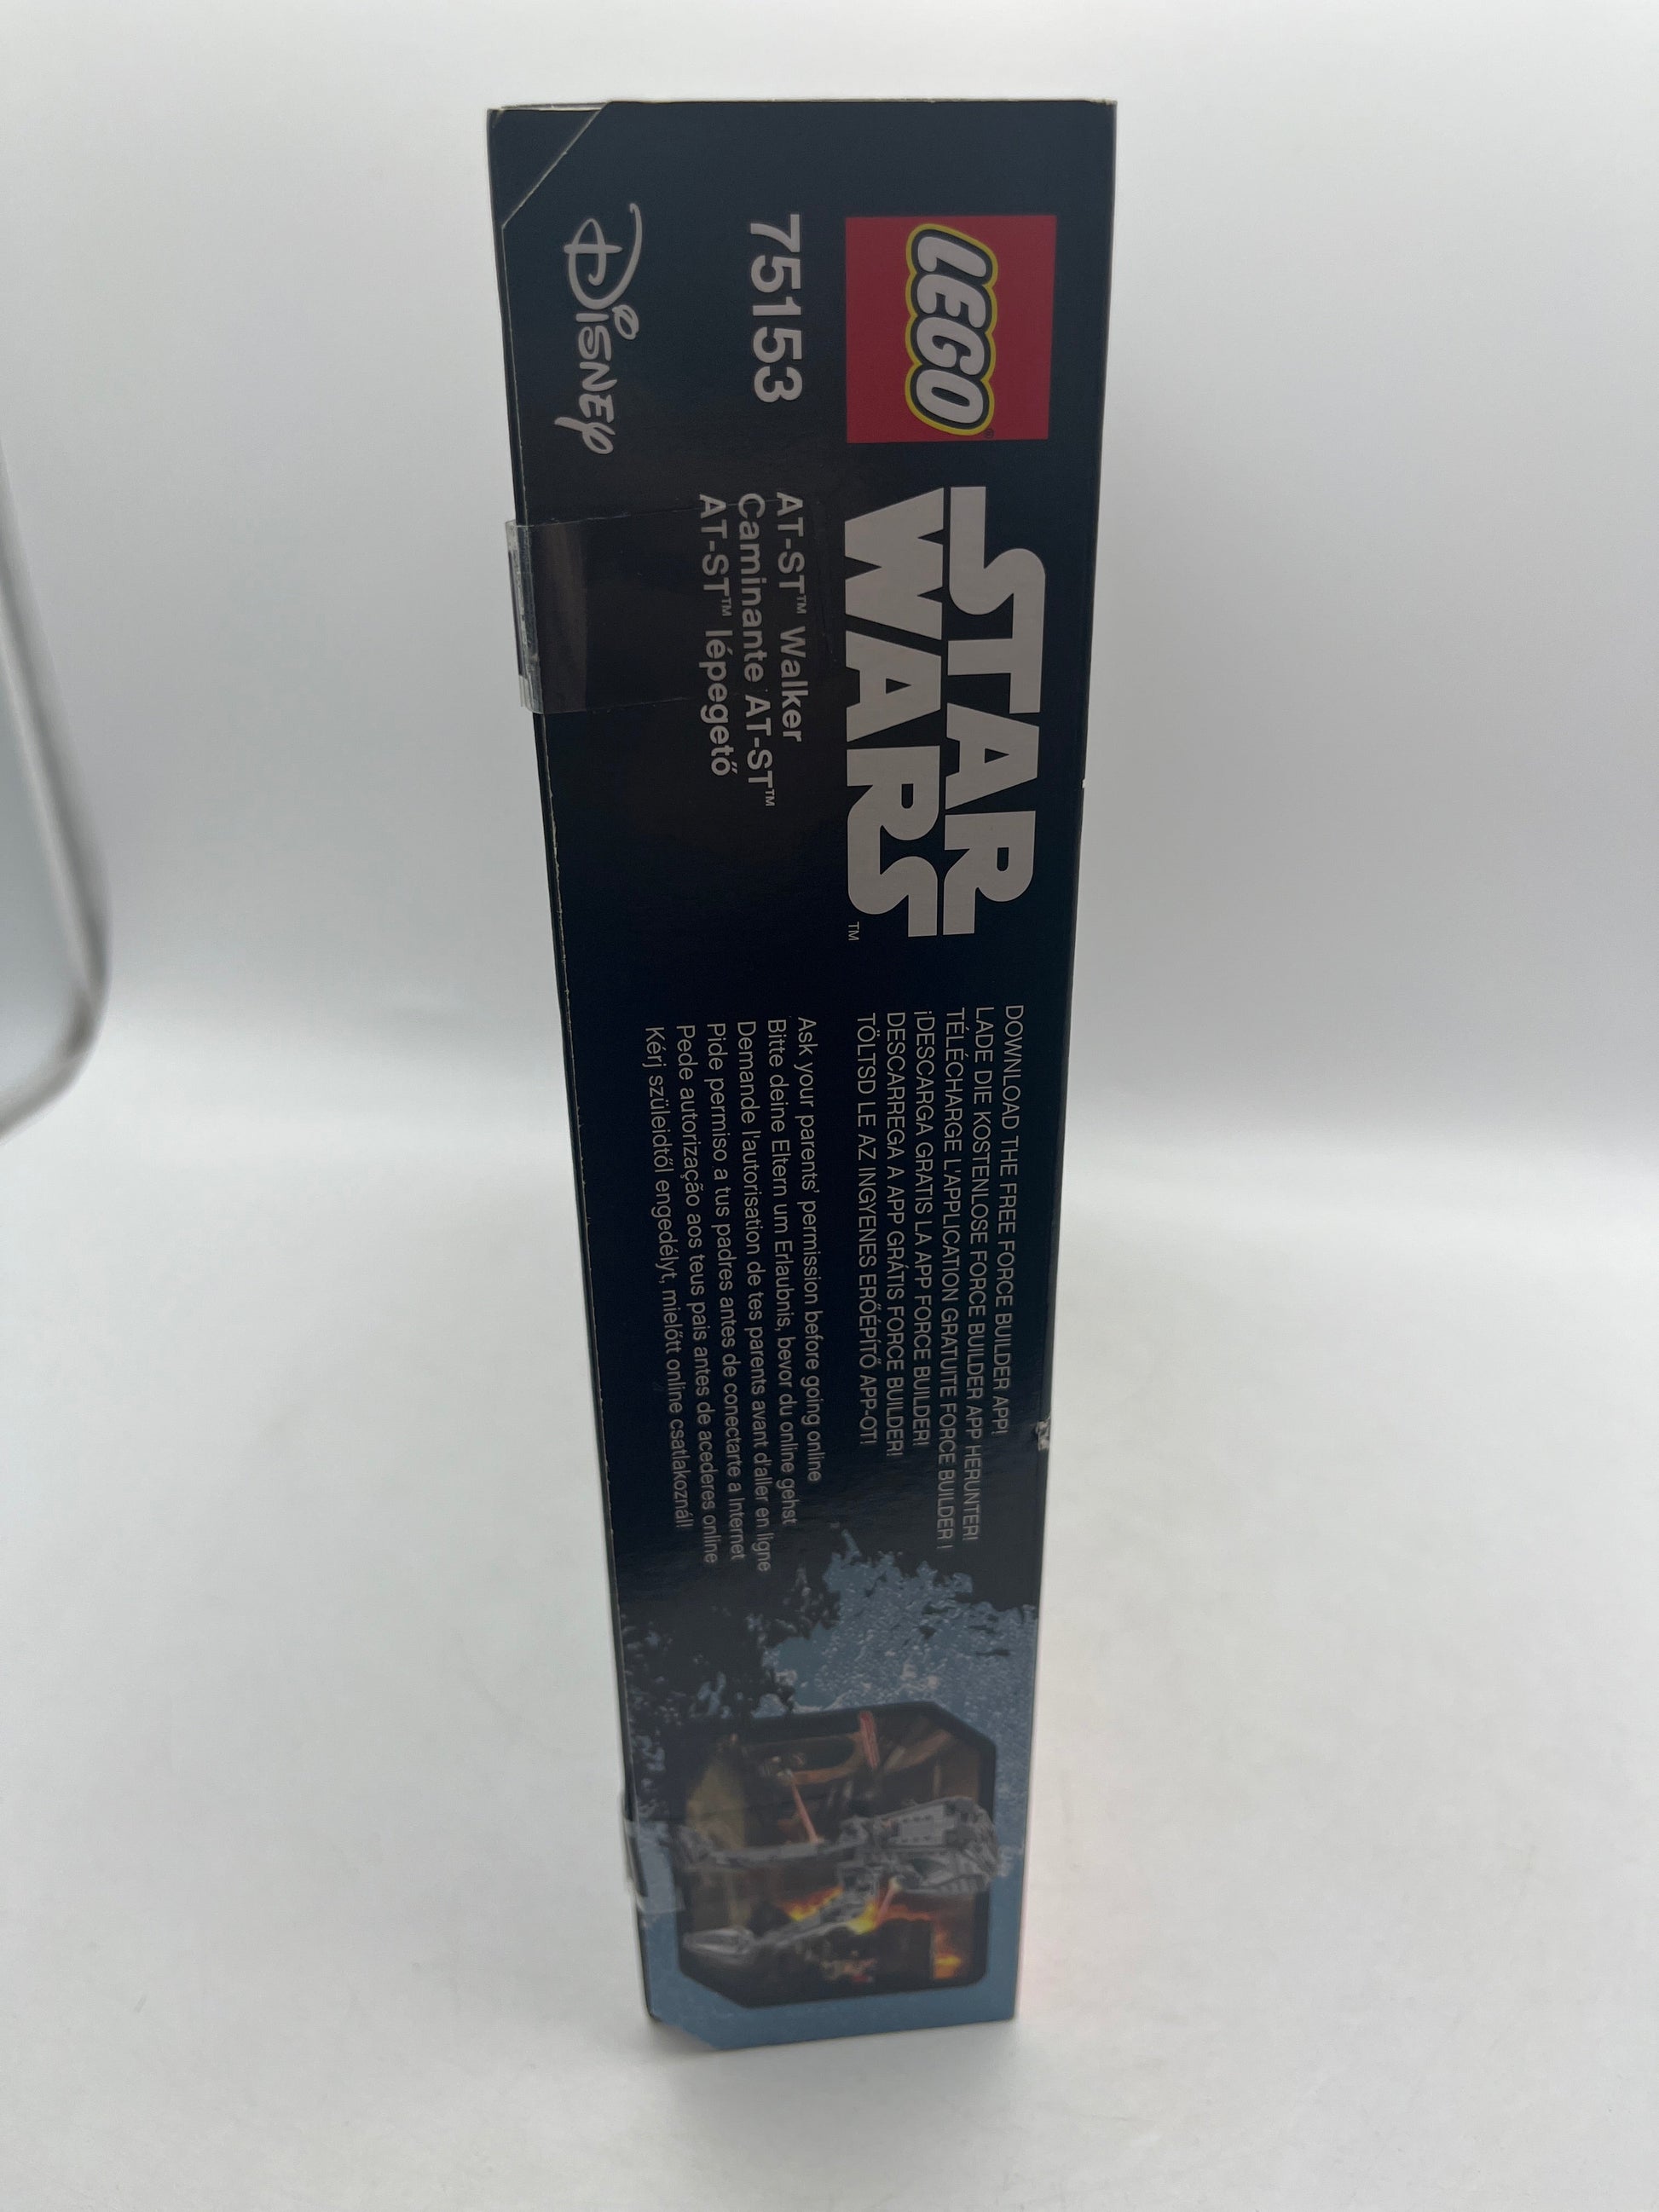 LEGO®
STAR
WARS™
75153
AT-ST™ Walker
Caminante AT-ST™
AT-ST™ lépegető
Disney
DOWNLOAD THE FREE FORCE BUILDER APP!
LADE DIE KOSTENLOSE FORCE BUILDER APP HERUNTER!
TÉLÉCHARGE L'APPLICATION GRATUITE FORCE BUILDER !
¡DESCARGA GRATIS LA APP FORCE BUILDER!
DESCARREGA A APP GRÁTIS FORCE BUILDER!
TÖLTSD LE AZ INGYENES ERŐÉPÍTŐ APP-OT!
Ask your parents' permission before going online
Bitte deine Eltern um Erlaubnis, bevor du online gehst
Demande l'autorisation de tes parents avant d'aller en ligne
Pide permiso a tus padres antes de conectarte a Internet
Pede autorização aos teus pais antes de acederes online
Kérj szüleidtől engedélyt, mielőtt online csatlakoznál!